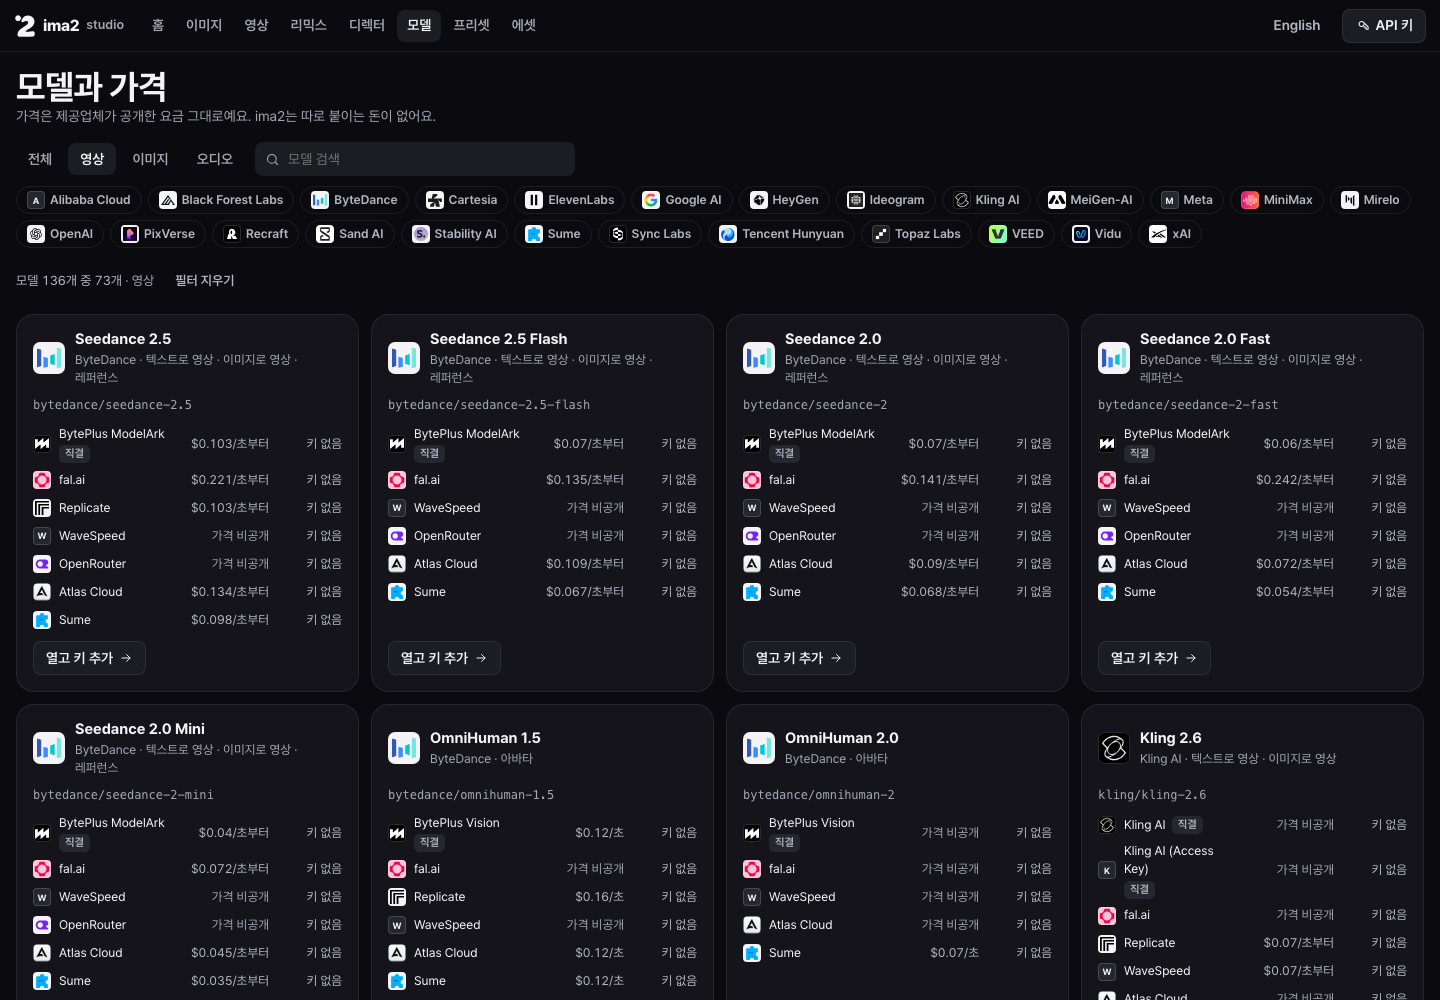 ima2 studio 홈 이미지 영상 리믹스 디렉터 모델 프리셋 에셋 English API 키
모델과 가격
가격은 제공업체가 공개한 요금 그대로예요. ima2는 따로 붙이는 돈이 없어요.
전체 영상 이미지 오디오 모델 검색
A Alibaba Cloud Black Forest Labs ByteDance Cartesia ElevenLabs Google AI HeyGen Ideogram Kling AI MeiGen-AI M Meta MiniMax Mirelo
OpenAI PixVerse Recraft Sand AI S. Stability AI Sume Sync Labs Tencent Hunyuan Topaz Labs VEED Vidu xAI
모델 136개 중 73개 · 영상 필터 지우기
Seedance 2.5
ByteDance · 텍스트로 영상 · 이미지로 영상 ·
레퍼런스
bytedance/seedance-2.5
BytePlus ModelArk $0.103/초부터 키 없음
직결
fal.ai $0.221/초부터 키 없음
Replicate $0.103/초부터 키 없음
W WaveSpeed 가격 비공개 키 없음
OpenRouter 가격 비공개 키 없음
Atlas Cloud $0.134/초부터 키 없음
Sume $0.098/초부터 키 없음
열고 키 추가 →
Seedance 2.5 Flash
ByteDance · 텍스트로 영상 · 이미지로 영상 ·
레퍼런스
bytedance/seedance-2.5-flash
BytePlus ModelArk $0.07/초부터 키 없음
직결
fal.ai $0.135/초부터 키 없음
W WaveSpeed 가격 비공개 키 없음
OpenRouter 가격 비공개 키 없음
Atlas Cloud $0.109/초부터 키 없음
Sume $0.067/초부터 키 없음
열고 키 추가 →
Seedance 2.0
ByteDance · 텍스트로 영상 · 이미지로 영상 ·
레퍼런스
bytedance/seedance-2
BytePlus ModelArk $0.07/초부터 키 없음
직결
fal.ai $0.141/초부터 키 없음
W WaveSpeed 가격 비공개 키 없음
OpenRouter 가격 비공개 키 없음
Atlas Cloud $0.09/초부터 키 없음
Sume $0.068/초부터 키 없음
열고 키 추가 →
Seedance 2.0 Fast
ByteDance · 텍스트로 영상 · 이미지로 영상 ·
레퍼런스
bytedance/seedance-2-fast
BytePlus ModelArk $0.06/초부터 키 없음
직결
fal.ai $0.242/초부터 키 없음
W WaveSpeed 가격 비공개 키 없음
OpenRouter 가격 비공개 키 없음
Atlas Cloud $0.072/초부터 키 없음
Sume $0.054/초부터 키 없음
열고 키 추가 →
Seedance 2.0 Mini
ByteDance · 텍스트로 영상 · 이미지로 영상 ·
레퍼런스
bytedance/seedance-2-mini
BytePlus ModelArk $0.04/초부터 키 없음
직결
fal.ai $0.072/초부터 키 없음
W WaveSpeed 가격 비공개 키 없음
OpenRouter 가격 비공개 키 없음
Atlas Cloud $0.045/초부터 키 없음
Sume $0.035/초부터 키 없음
OmniHuman 1.5
ByteDance · 아바타
bytedance/omnihuman-1.5
BytePlus Vision $0.12/초 키 없음
직결
fal.ai 가격 비공개 키 없음
Replicate $0.16/초 키 없음
W WaveSpeed 가격 비공개 키 없음
Atlas Cloud $0.12/초 키 없음
Sume $0.12/초 키 없음
OmniHuman 2.0
ByteDance · 아바타
bytedance/omnihuman-2
BytePlus Vision 가격 비공개 키 없음
직결
fal.ai 가격 비공개 키 없음
W WaveSpeed 가격 비공개 키 없음
Atlas Cloud 가격 비공개 키 없음
Sume $0.07/초 키 없음
Kling 2.6
Kling AI · 텍스트로 영상 · 이미지로 영상
kling/kling-2.6
Kling AI 직결 가격 비공개 키 없음
Kling AI (Access
K Key) 가격 비공개 키 없음
직결
fal.ai 가격 비공개 키 없음
Replicate $0.07/초부터 키 없음
W WaveSpeed $0.07/초부터 키 없음
Atlas Cloud 가격 비공개 키 없음